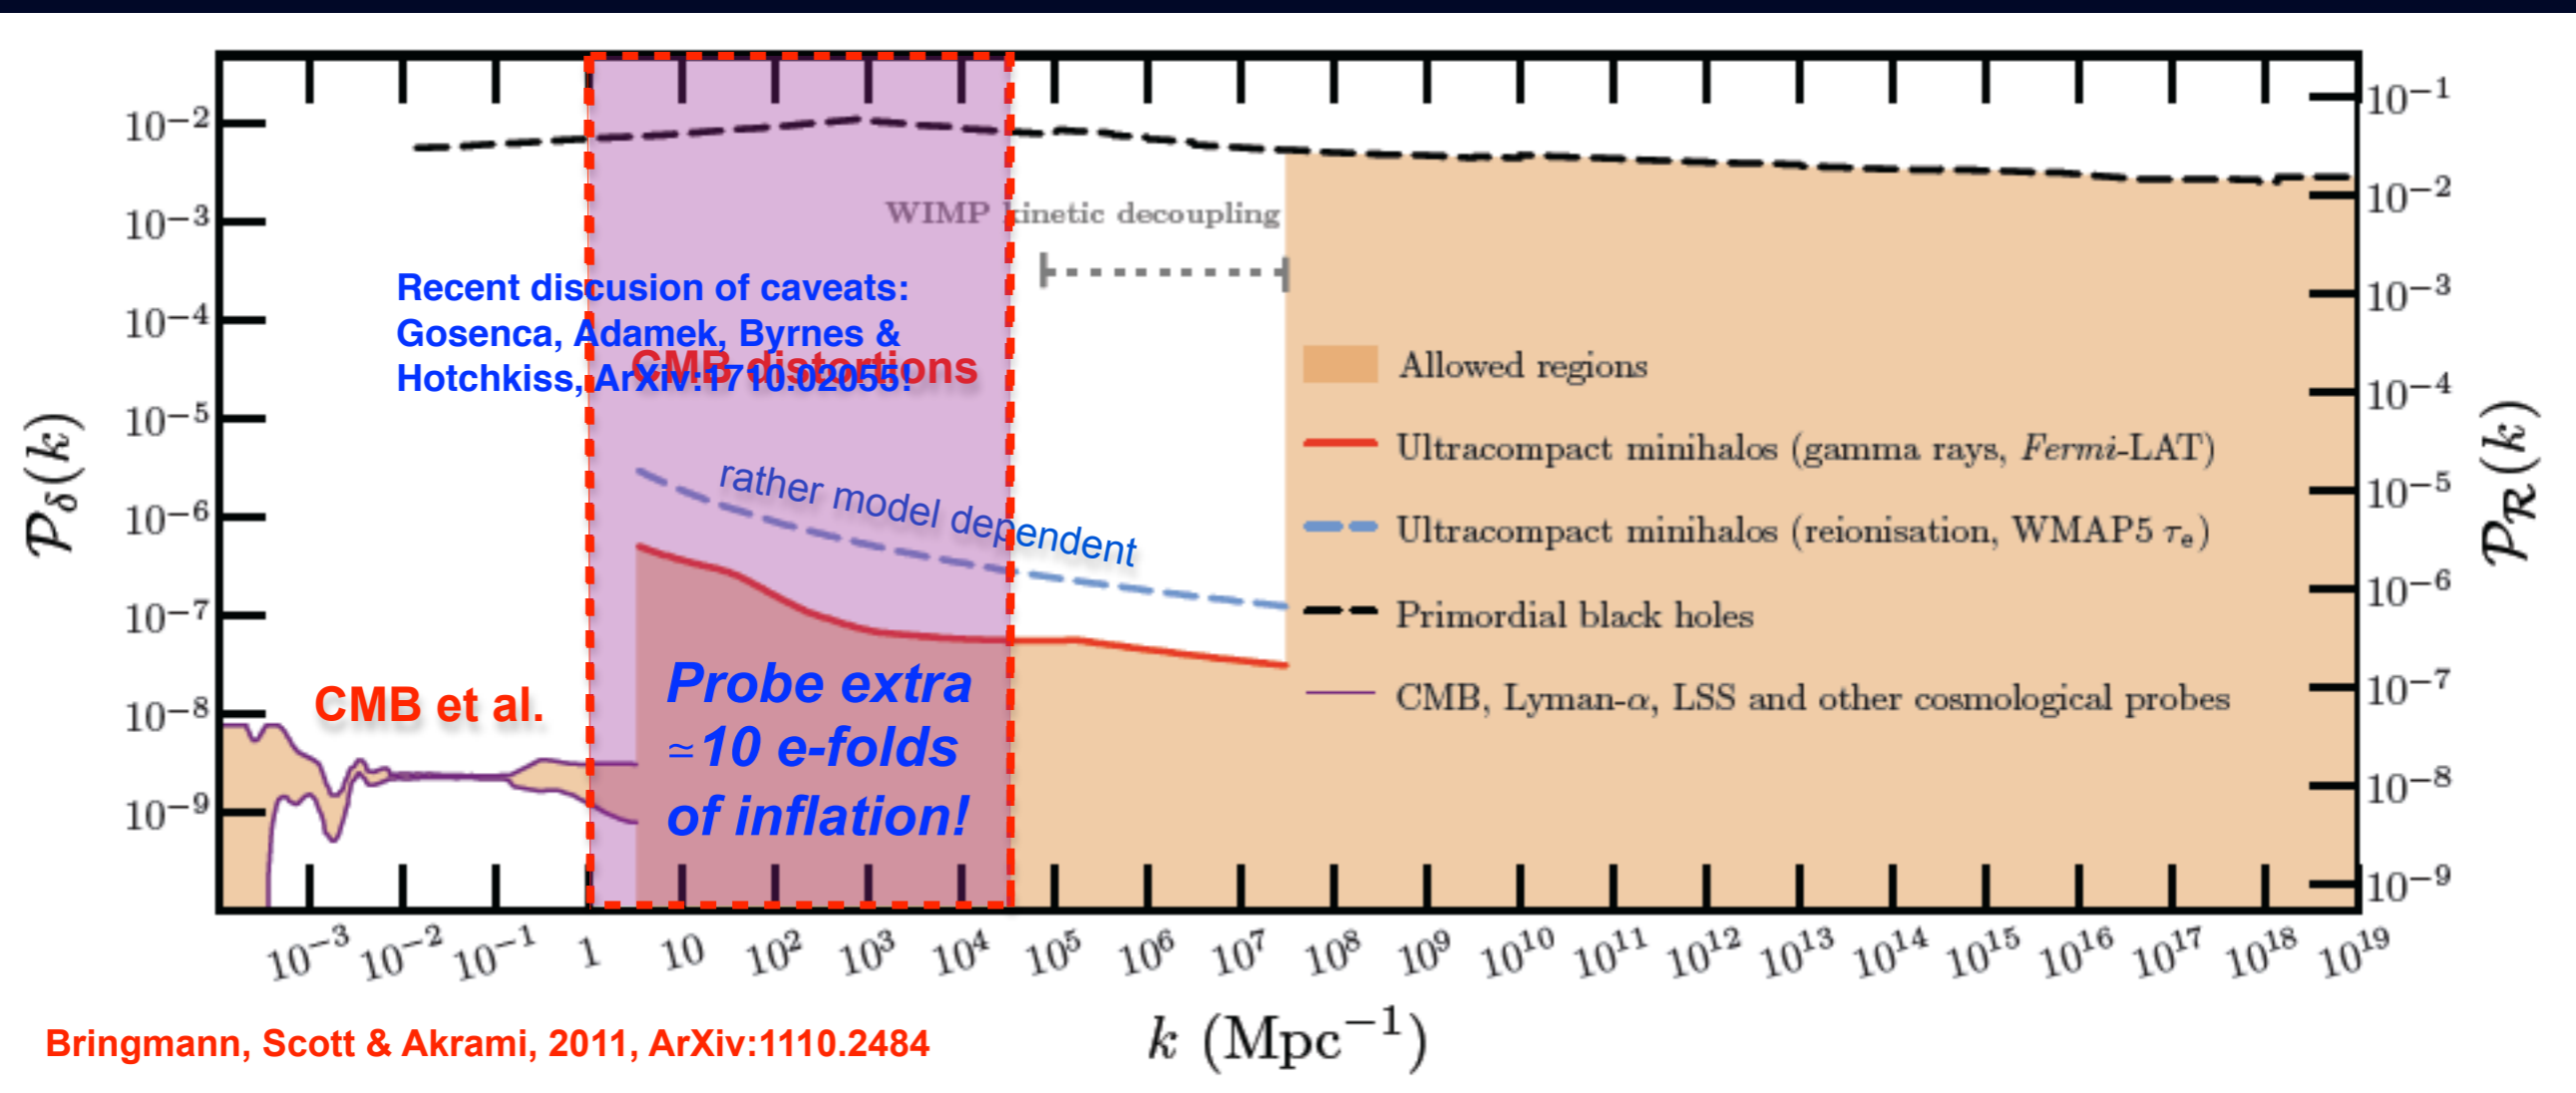 10⁻² 10⁻¹
10⁻³ 10⁻²
WIMP kinetic decoupling
10⁻⁴ 10⁻³
Recent discusion of caveats:
Gosenca, Adamek, Byrnes &
Hotchkiss, ArXiv:1710.02055!
CMB distortions
10⁻⁵ 10⁻⁴
10⁻⁶ 10⁻⁵
10⁻⁷ 10⁻⁶
10⁻⁸ 10⁻⁷
10⁻⁹ 10⁻⁸
10⁻⁹
𝒫δ(k)
𝒫ℛ(k)
rather model dependent
Allowed regions
Ultracompact minihalos (gamma rays, Fermi-LAT)
Ultracompact minihalos (reionisation, WMAP5 τₑ)
Primordial black holes
CMB, Lyman-α, LSS and other cosmological probes
CMB et al.
Probe extra
≃10 e-folds
of inflation!
10⁻³ 10⁻² 10⁻¹ 1 10 10² 10³ 10⁴ 10⁵ 10⁶ 10⁷ 10⁸ 10⁹ 10¹⁰ 10¹¹ 10¹² 10¹³ 10¹⁴ 10¹⁵ 10¹⁶ 10¹⁷ 10¹⁸ 10¹⁹
k (Mpc⁻¹)
Bringmann, Scott & Akrami, 2011, ArXiv:1110.2484